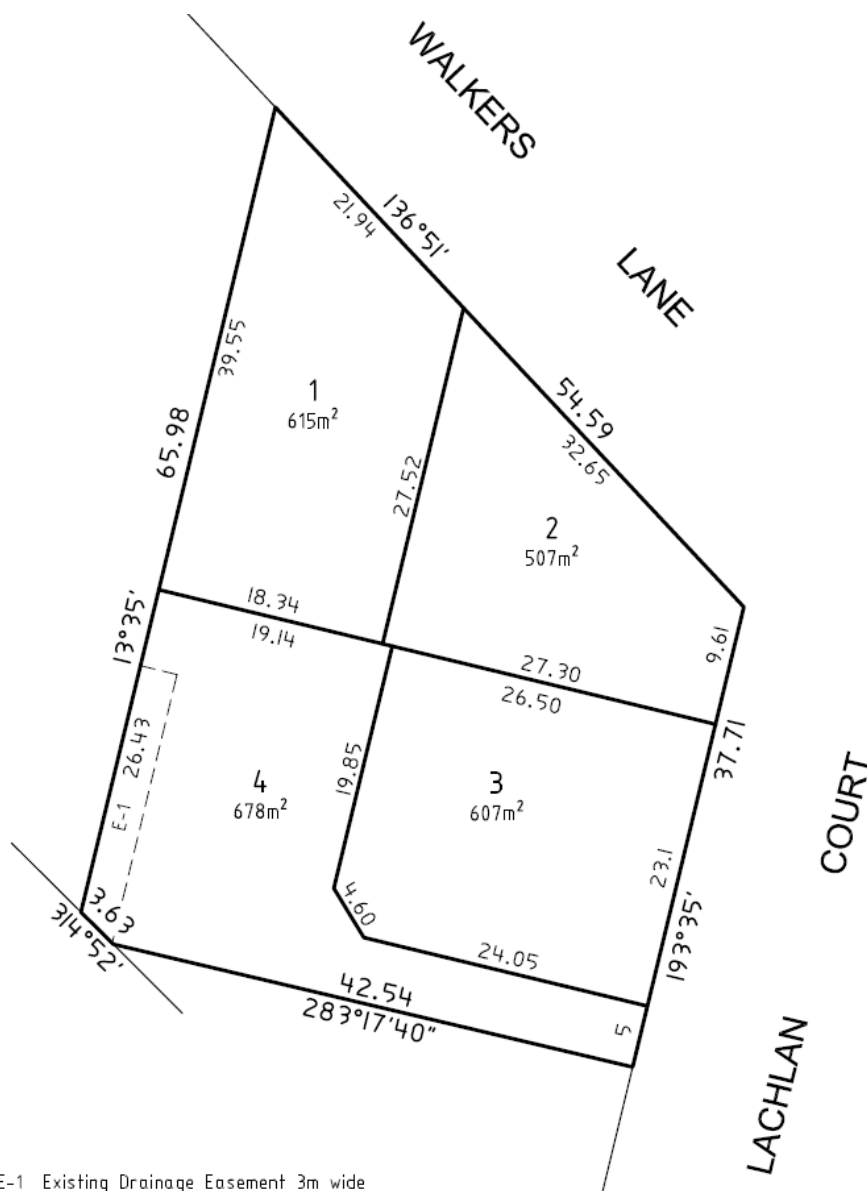 WALKERS
LANE
136°51'
21.94
54.59
32.65
39.55
65.98
1
615m²
27.52
2
507m²
9.61
18.34
19.14
27.30
26.50
13°35'
26.43
E-1
37.71
COURT
19.85
4
678m²
3
607m²
23.1
193°35'
4.60
3.63
314°52'
24.05
42.54
283°17'40"
5
LACHLAN
E-1 Existing Drainage Easement 3m wide